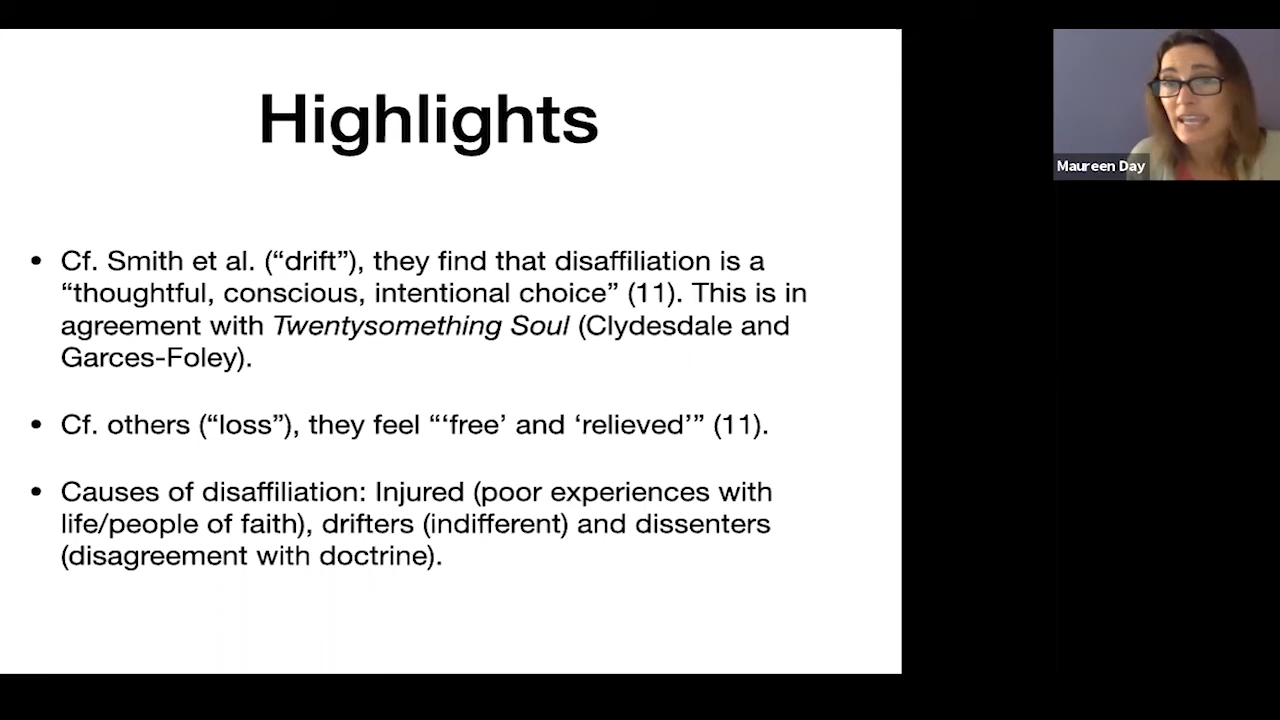 Highlights
• Cf. Smith et al. (“drift”), they find that disaffiliation is a
“thoughtful, conscious, intentional choice” (11). This is in
agreement with Twentysomething Soul (Clydesdale and
Garces-Foley).
• Cf. others (“loss”), they feel “‘free’ and ‘relieved’” (11).
• Causes of disaffiliation: Injured (poor experiences with
life/people of faith), drifters (indifferent) and dissenters
(disagreement with doctrine).
Maureen Day